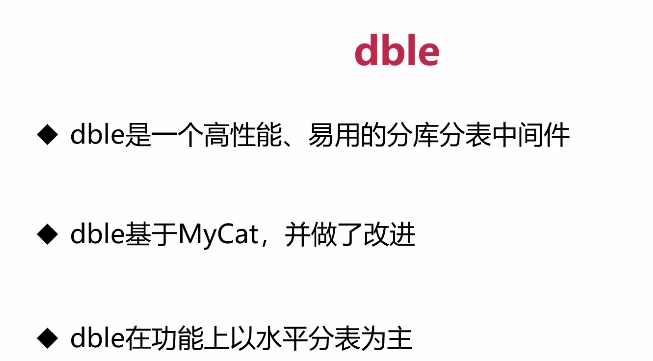 dble
◆ dble是一个高性能、易用的分库分表中间件
◆ dble基于MyCat，并做了改进
◆ dble在功能上以水平分表为主